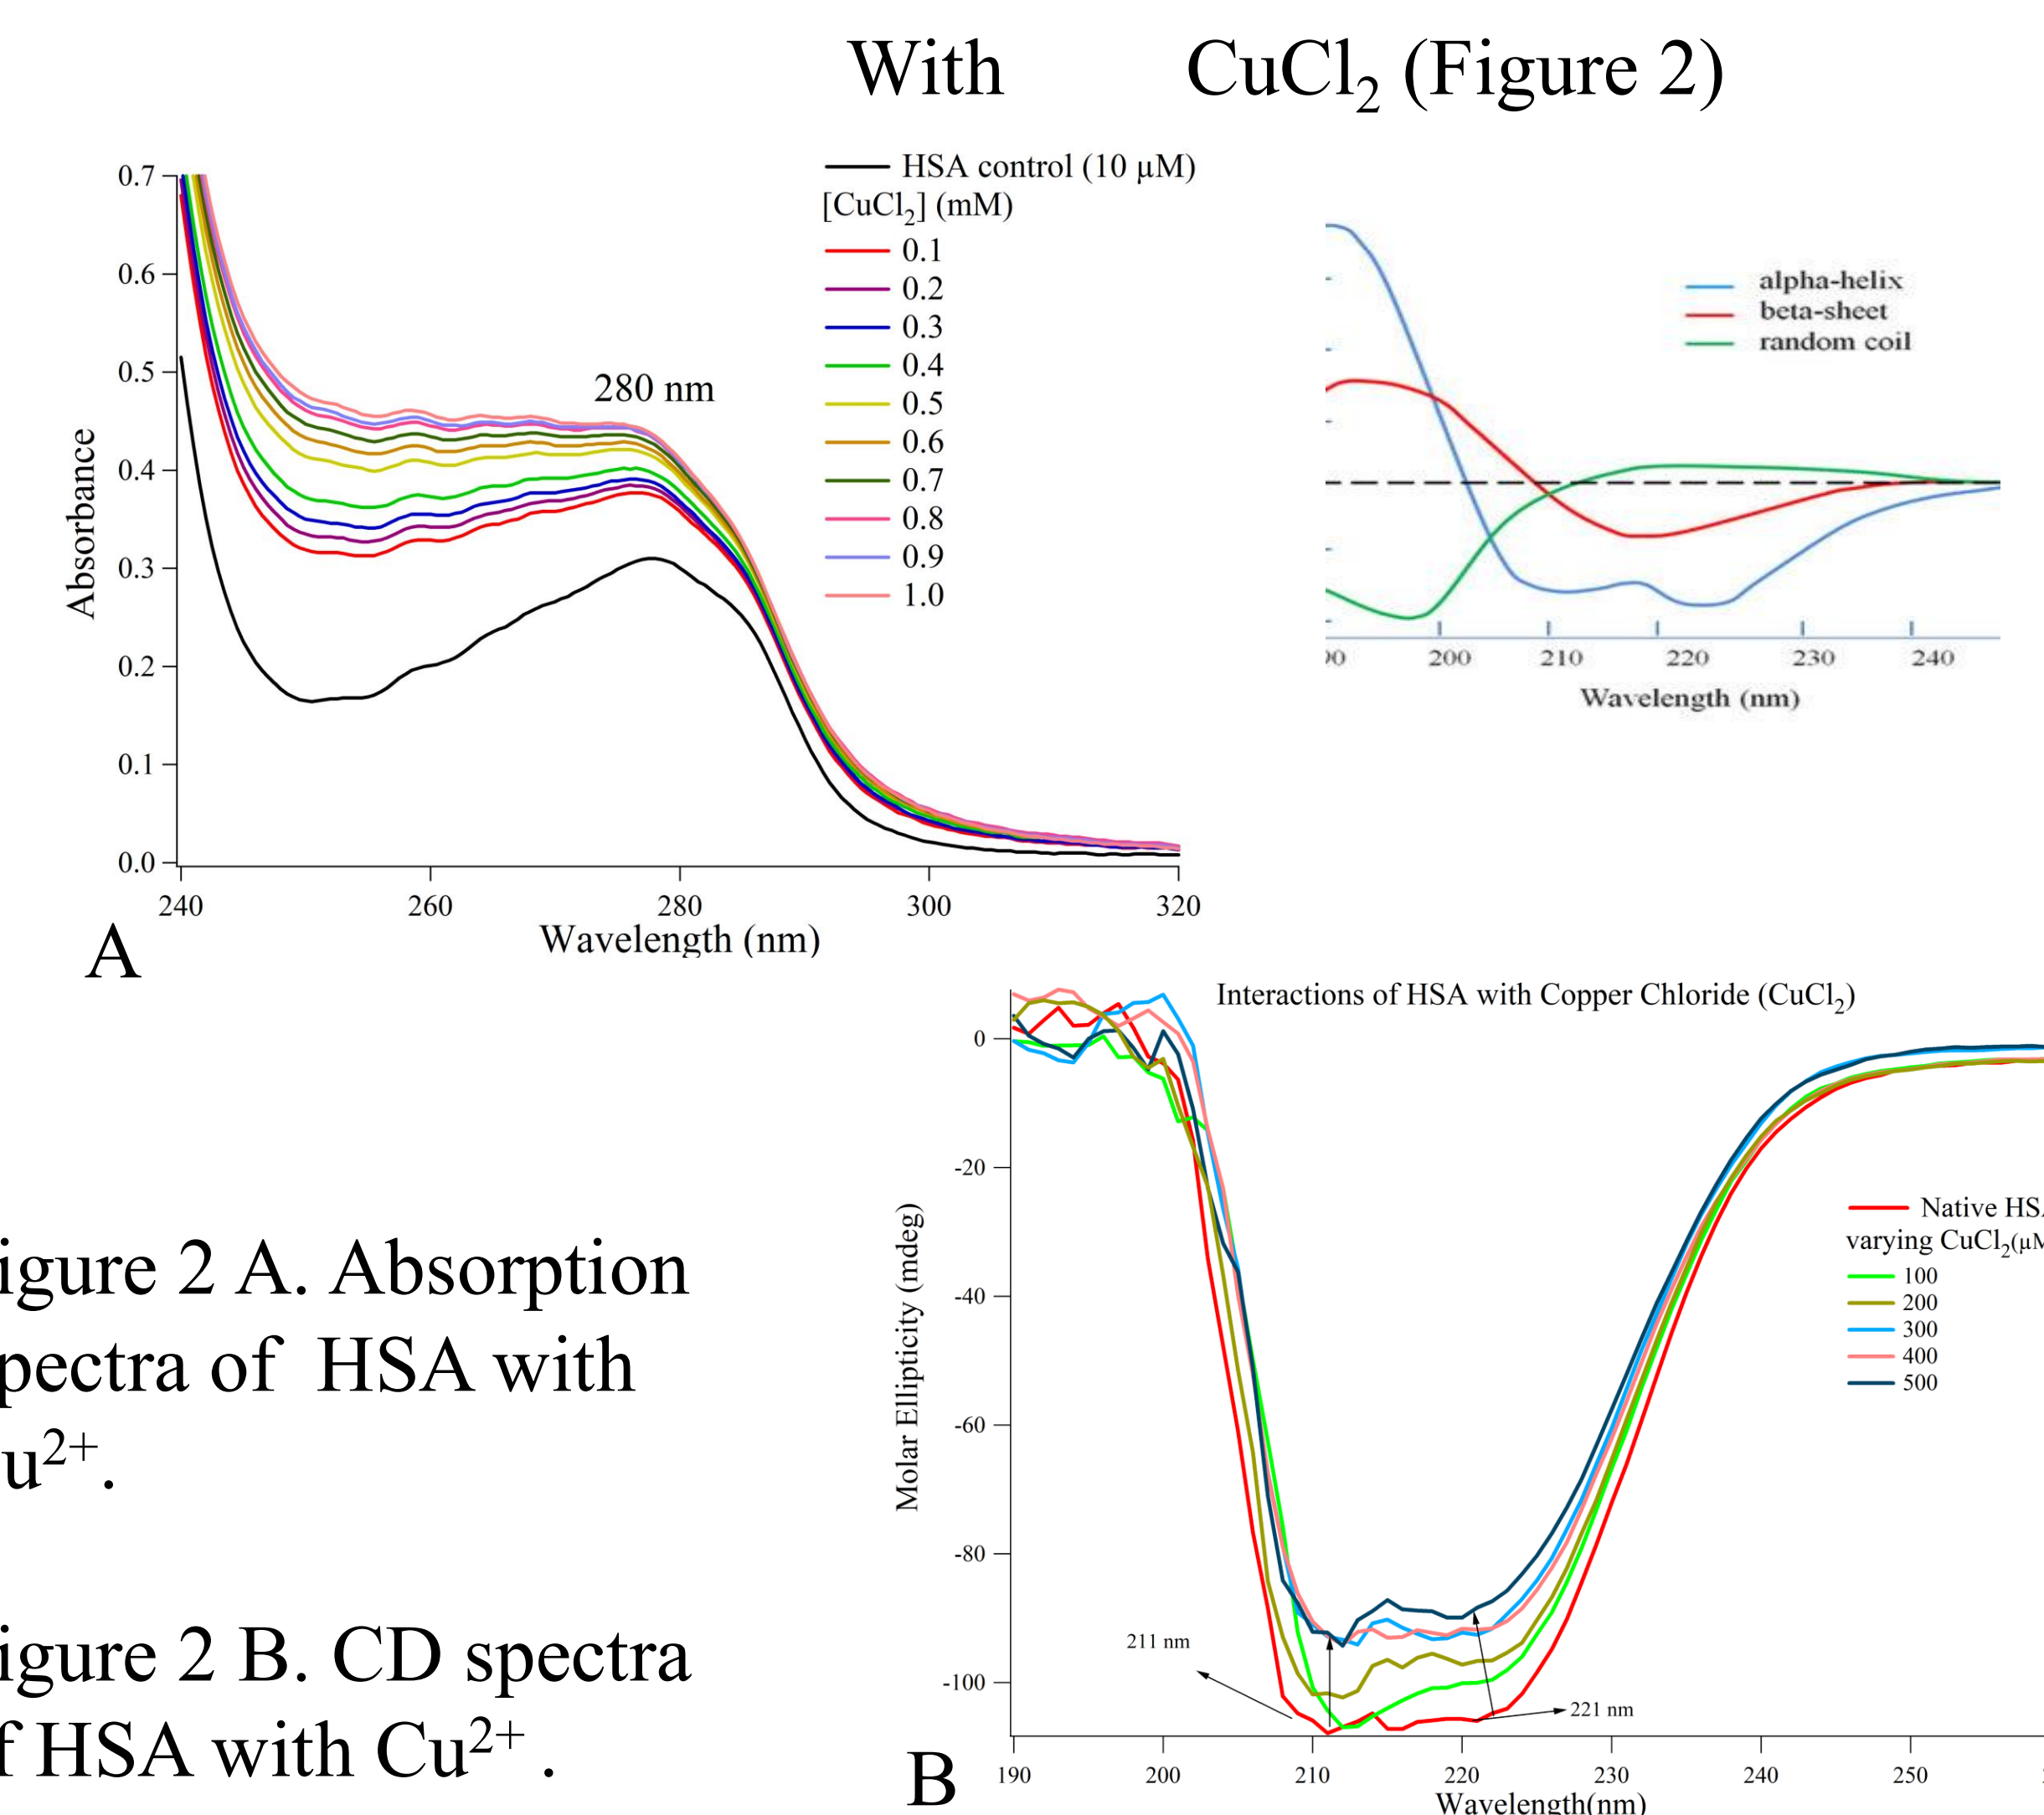 With CuCl₂ (Figure 2)
HSA control (10 µM)
[CuCl₂] (mM)
0.1
0.2
0.3
0.4
0.5
0.6
0.7
0.8
0.9
1.0
280 nm
0.7
0.6
0.5
0.4
0.3
0.2
0.1
0.0
Absorbance
240 260 280 300 320
Wavelength (nm)
A
alpha-helix
beta-sheet
random coil
200 210 220 230 240
Wavelength (nm)
Interactions of HSA with Copper Chloride (CuCl₂)
0
-20
-40
-60
-80
-100
Molar Ellipticity (mdeg)
Native HS
varying CuCl₂(µM
100
200
300
400
500
211 nm
221 nm
190 200 210 220 230 240 250
Wavelength(nm)
B
igure 2 A. Absorption
pectra of HSA with
u²⁺.
igure 2 B. CD spectra
f HSA with Cu²⁺ .